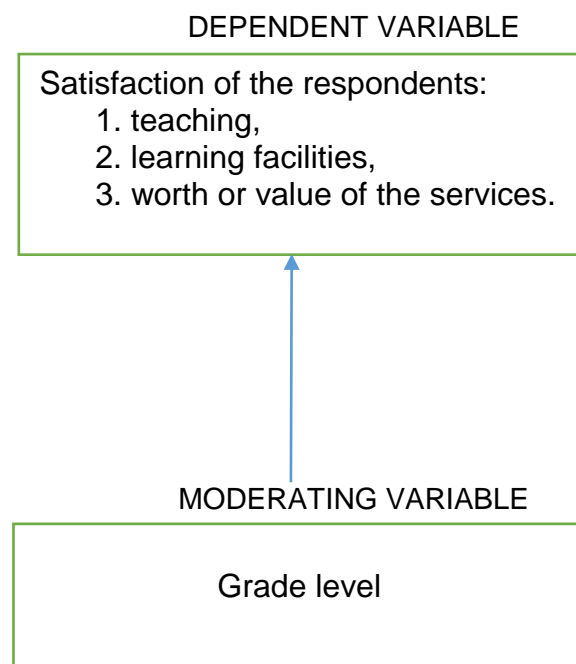 DEPENDENT VARIABLE
Satisfaction of the respondents:
1. teaching,
2. learning facilities,
3. worth or value of the services.
MODERATING VARIABLE
Grade level